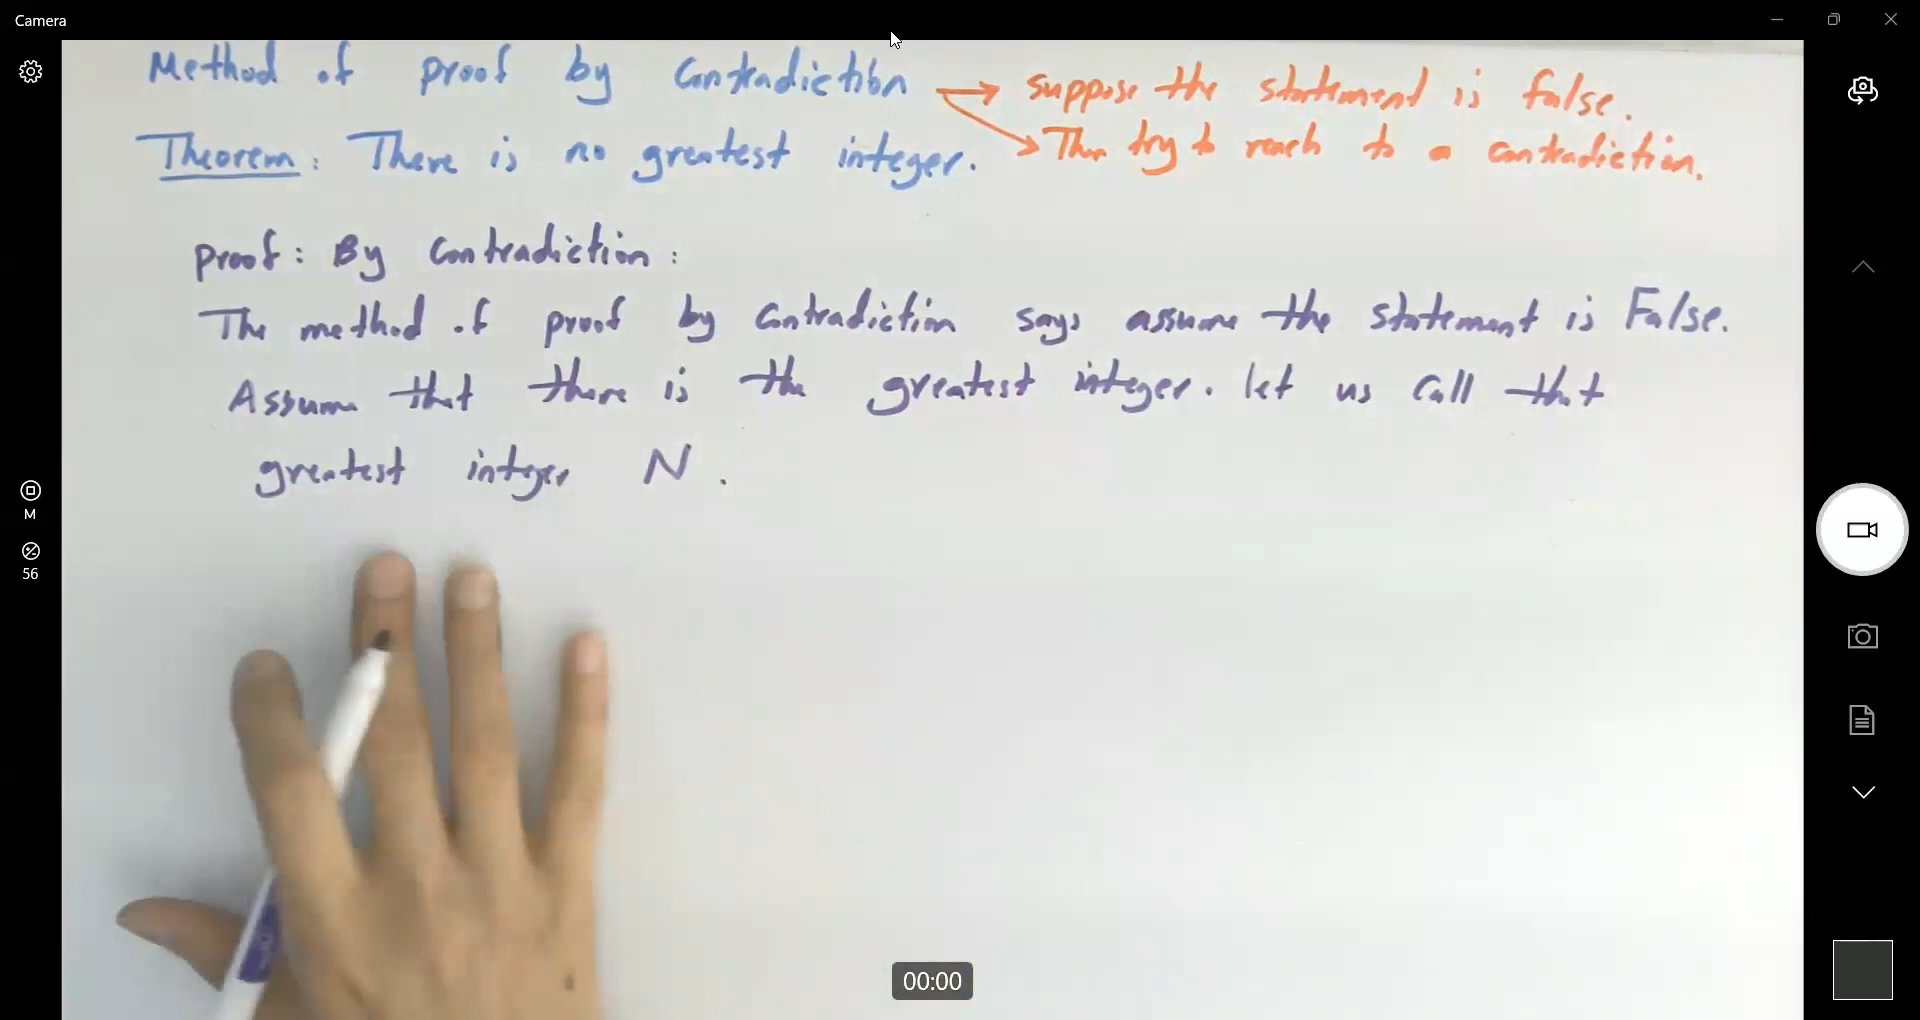 Camera
Method of proof by Contradiction → suppose the statement is false.
Theorem: There is no greatest integer. → Then try to reach to a contradiction.
proof: By Contradiction:
The method of proof by Contradiction says assume the statement is False.
Assume that there is the greatest integer. let us call that
greatest integer N.
M
56
00:00